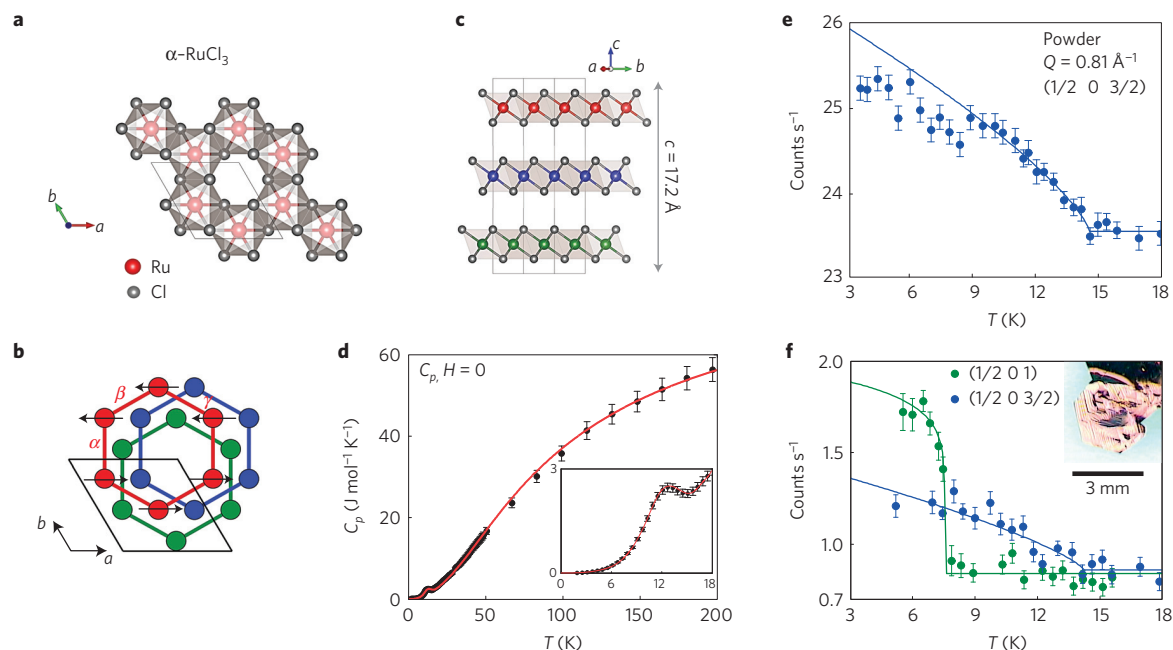 a
α-RuCl₃
b
a
Ru
Cl
b
β
γ
α
b
a
c
c
a
b
c = 17.2 Å
d
Cₚ, H = 0
60
40
20
0
0
50
100
150
200
Cₚ (J mol⁻¹ K⁻¹)
T (K)
3
0
0
6
12
18
e
Powder
Q = 0.81 Å⁻¹
(1/2 0 3/2)
26
25
24
23
3
6
9
12
15
18
Counts s⁻¹
T (K)
f
(1/2 0 1)
(1/2 0 3/2)
3 mm
2.0
1.6
1.2
1.0
0.7
3
6
9
12
15
18
Counts s⁻¹
T (K)